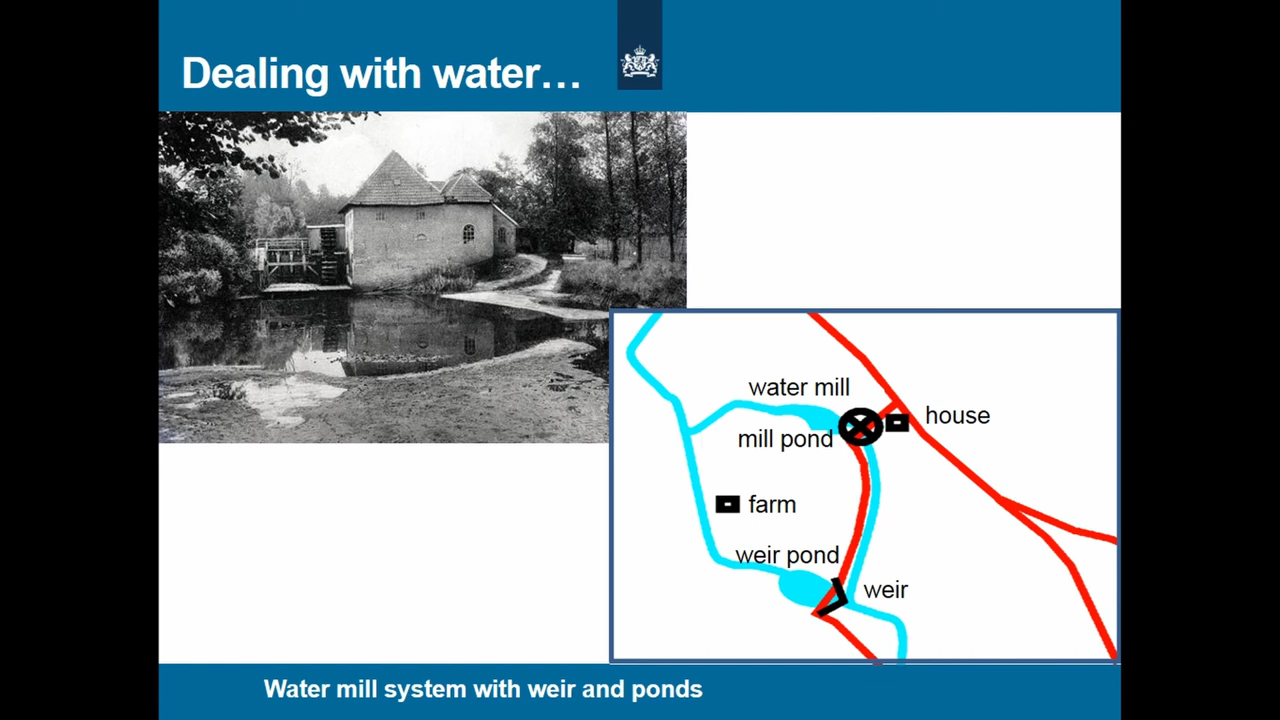 Dealing with water…
water mill
house
mill pond
farm
weir pond
weir
Water mill system with weir and ponds